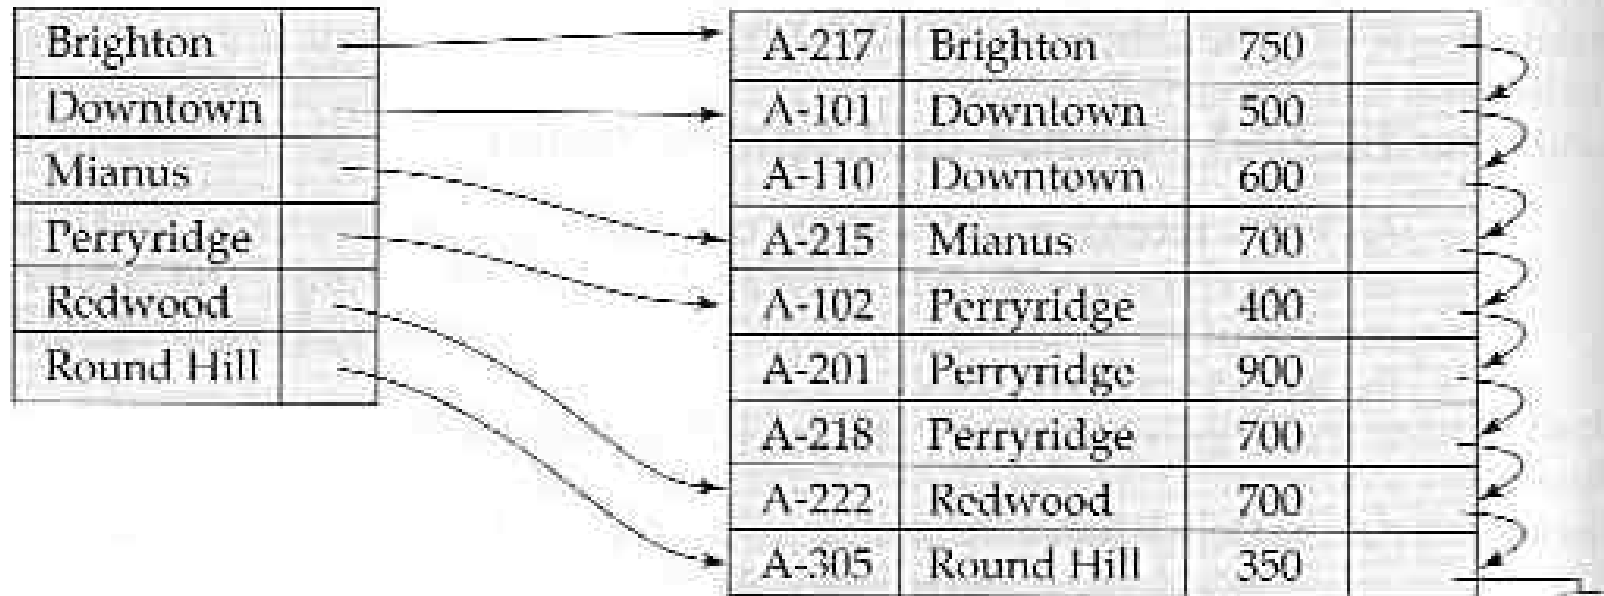 Brighton
Downtown
Mianus
Perryridge
Redwood
Round Hill
A-217 Brighton 750
A-101 Downtown 500
A-110 Downtown 600
A-215 Mianus 700
A-102 Perryridge 400
A-201 Perryridge 900
A-218 Perryridge 700
A-222 Redwood 700
A-305 Round Hill 350